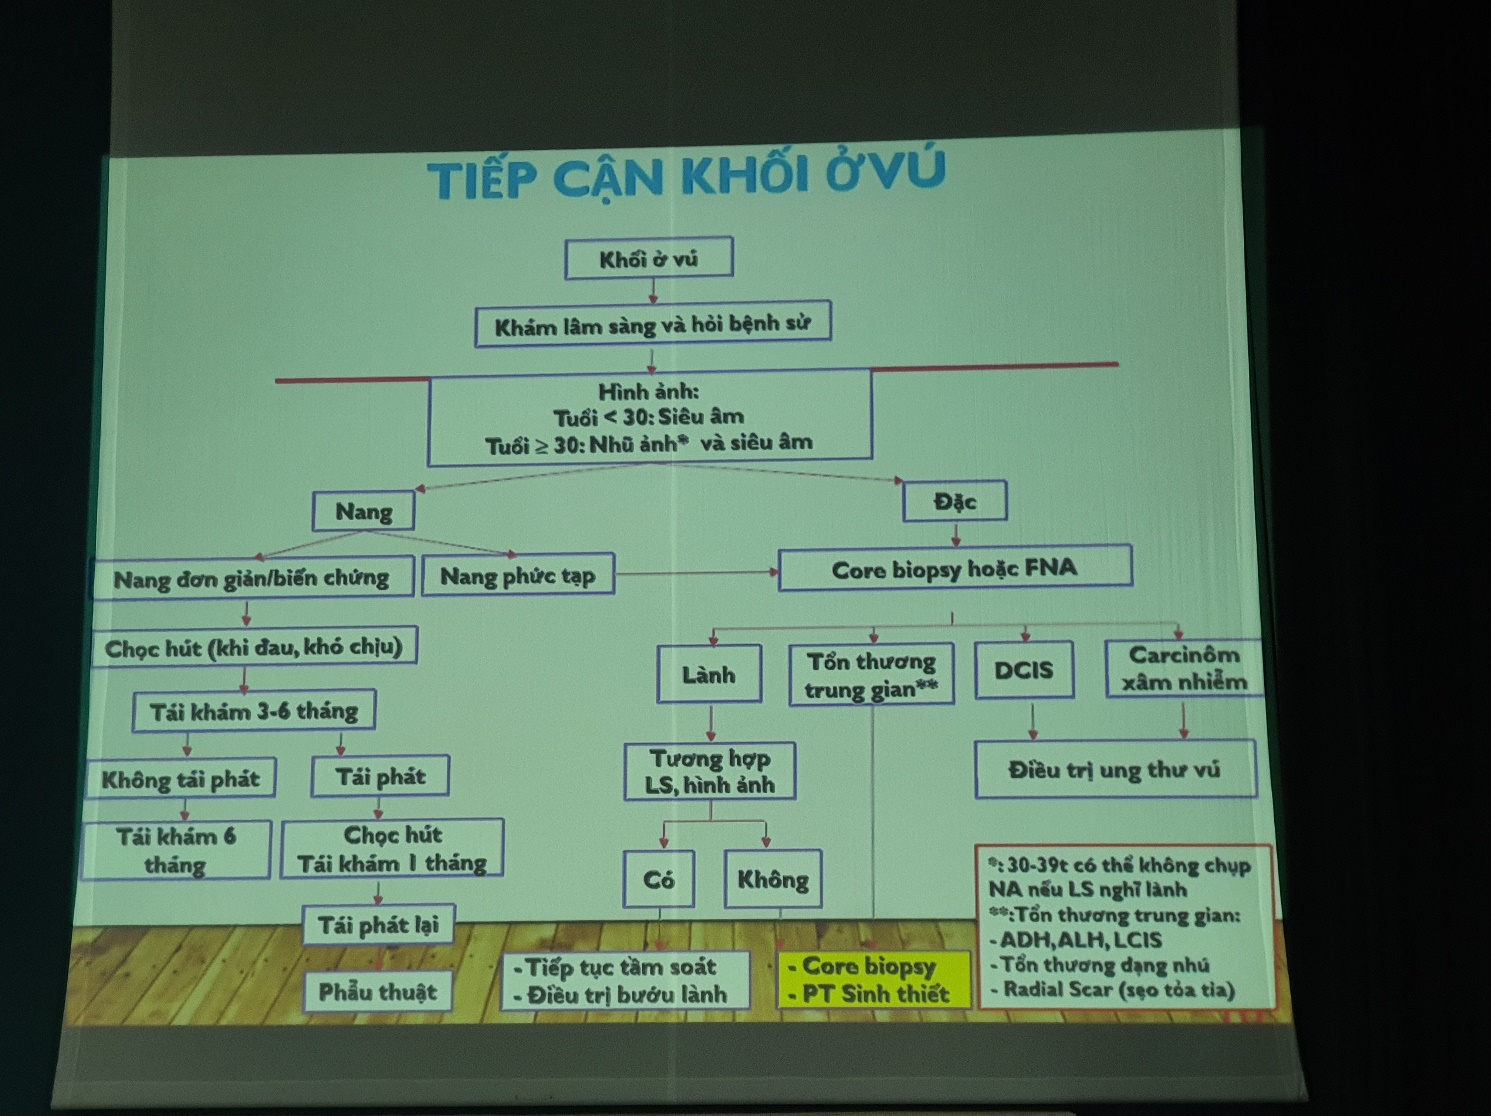 TIẾP CẬN KHỐI Ở VÚ
Khối ở vú
Khám lâm sàng và hỏi bệnh sử
Hình ảnh:
Tuổi < 30: Siêu âm
Tuổi ≥ 30: Nhũ ảnh* và siêu âm
Nang
Đặc
Nang đơn giản/biến chứng
Nang phức tạp
Core biopsy hoặc FNA
Chọc hút (khi đau, khó chịu)
Tái khám 3-6 tháng
Không tái phát
Tái phát
Tái khám 6
tháng
Chọc hút
Tái khám 1 tháng
Tái phát lại
Phẫu thuật
Lành
Tổn thương
trung gian**
DCIS
Carcinôm
xâm nhiễm
Tương hợp
LS, hình ảnh
Điều trị ung thư vú
Có
Không
- Tiếp tục tầm soát
- Điều trị bướu lành
- Core biopsy
- PT Sinh thiết
*: 30-39t có thể không chụp
NA nếu LS nghĩ lành
**:Tổn thương trung gian:
- ADH, ALH, LCIS
- Tổn thương dạng nhú
- Radial Scar (sẹo tỏa tia)